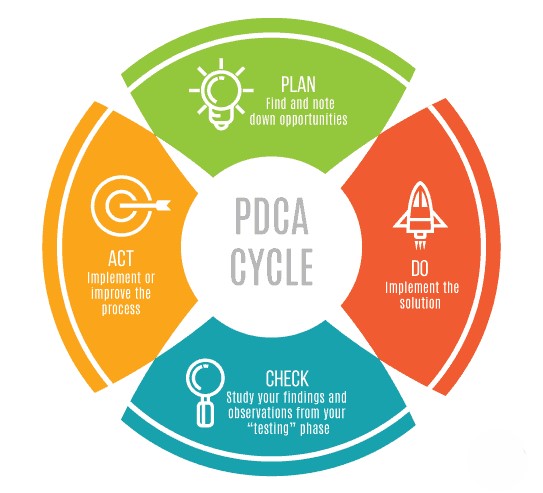 PLAN
Find and note
down opportunities
PDCA
CYCLE
DO
Implement the
solution
CHECK
Study your findings and
observations from your
“testing” phase
ACT
Implement or
improve the
process